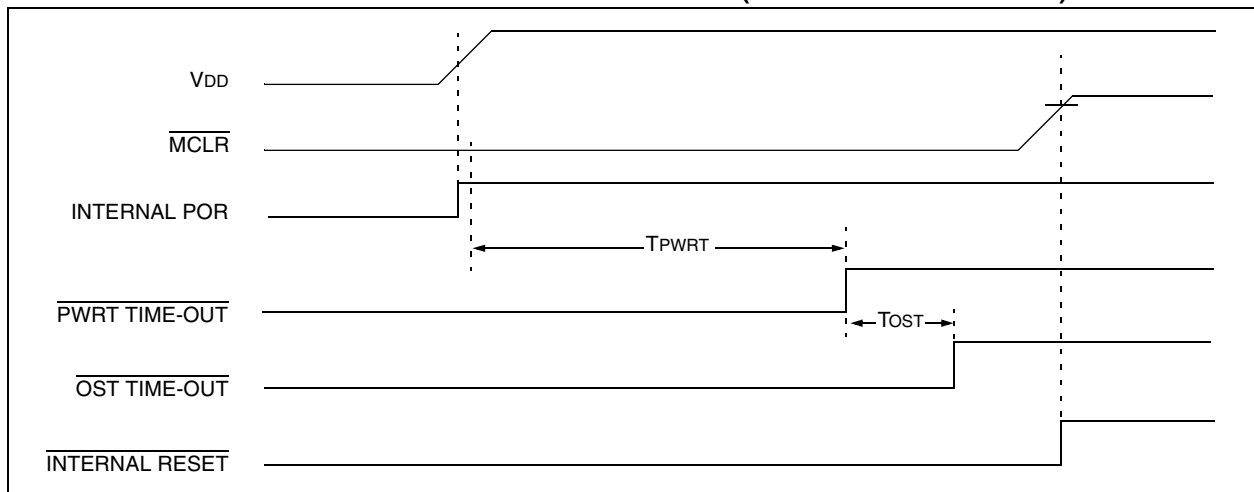 VDD
MCLR
INTERNAL POR
TPWRT
PWRT TIME-OUT
TOST
OST TIME-OUT
INTERNAL RESET